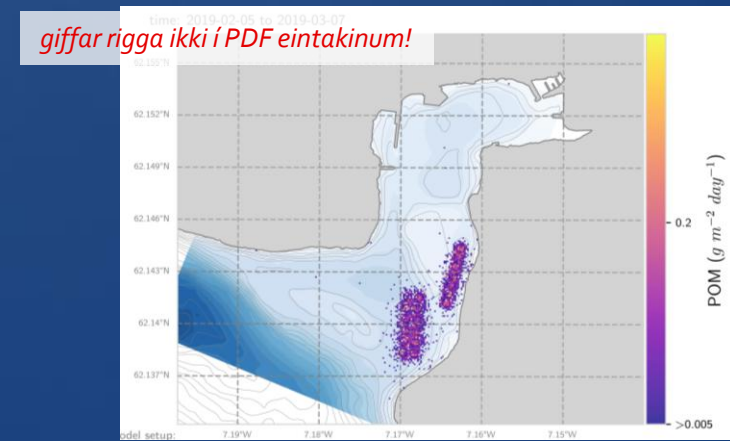 time: 2019-02-05 to 2019-03-07
giffar rigga ikki í PDF eintakinum!
62.155°N
62.152°N
62.149°N
62.146°N
62.143°N
62.14°N
62.137°N
7.19°W 7.18°W 7.17°W 7.16°W 7.15°W
odel setup:
0.2
>0.005
POM (g m⁻² day⁻¹)